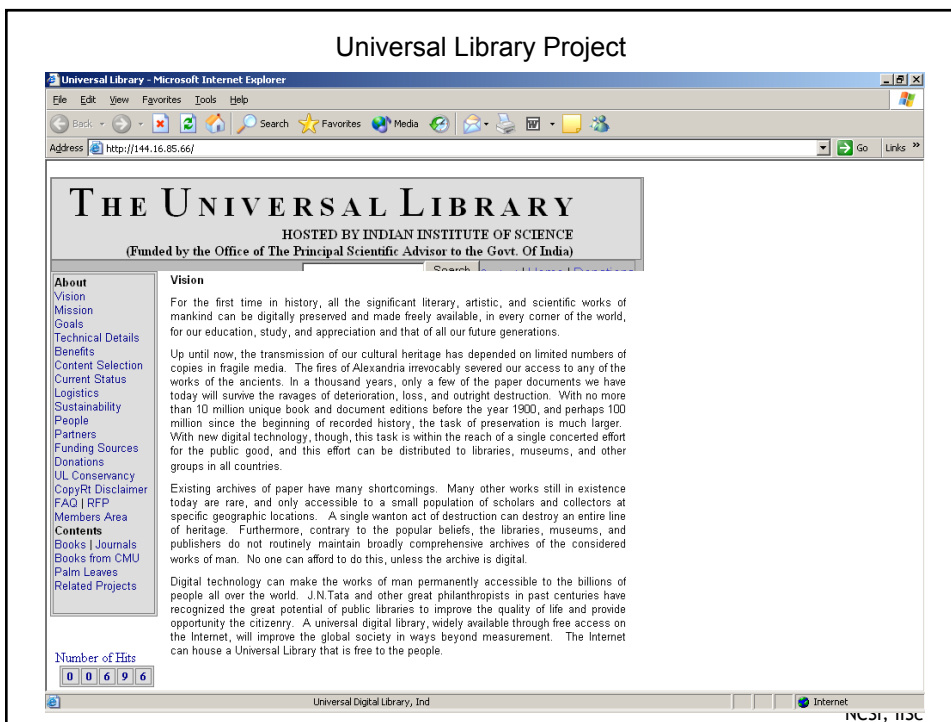 Universal Library Project
Universal Library - Microsoft Internet Explorer
File Edit View Favorites Tools Help
Back Search Favorites Media
Address http://144.16.85.66/ Go Links »
THE UNIVERSAL LIBRARY
HOSTED BY INDIAN INSTITUTE OF SCIENCE
(Funded by the Office of The Principal Scientific Advisor to the Govt. Of India)
Search | Home | Donations
About
Vision
Mission
Goals
Technical Details
Benefits
Content Selection
Current Status
Logistics
Sustainability
People
Partners
Funding Sources
Donations
UL Conservancy
CopyRt Disclaimer
FAQ | RFP
Members Area
Contents
Books | Journals
Books from CMU
Palm Leaves
Related Projects
Number of Hits
0 0 6 9 6
Vision
For the first time in history, all the significant literary, artistic, and scientific works of
mankind can be digitally preserved and made freely available, in every corner of the world,
for our education, study, and appreciation and that of all our future generations.
Up until now, the transmission of our cultural heritage has depended on limited numbers of
copies in fragile media. The fires of Alexandria irrevocably severed our access to any of the
works of the ancients. In a thousand years, only a few of the paper documents we have
today will survive the ravages of deterioration, loss, and outright destruction. With no more
than 10 million unique book and document editions before the year 1900, and perhaps 100
million since the beginning of recorded history, the task of preservation is much larger.
With new digital technology, though, this task is within the reach of a single concerted effort
for the public good, and this effort can be distributed to libraries, museums, and other
groups in all countries.
Existing archives of paper have many shortcomings. Many other works still in existence
today are rare, and only accessible to a small population of scholars and collectors at
specific geographic locations. A single wanton act of destruction can destroy an entire line
of heritage. Furthermore, contrary to the popular beliefs, the libraries, museums, and
publishers do not routinely maintain broadly comprehensive archives of the considered
works of man. No one can afford to do this, unless the archive is digital.
Digital technology can make the works of man permanently accessible to the billions of
people all over the world. J.N.Tata and other great philanthropists in past centuries have
recognized the great potential of public libraries to improve the quality of life and provide
opportunity the citizenry. A universal digital library, widely available through free access on
the Internet, will improve the global society in ways beyond measurement. The Internet
can house a Universal Library that is free to the people.
Universal Digital Library, Ind
Internet
NCSI, IISc